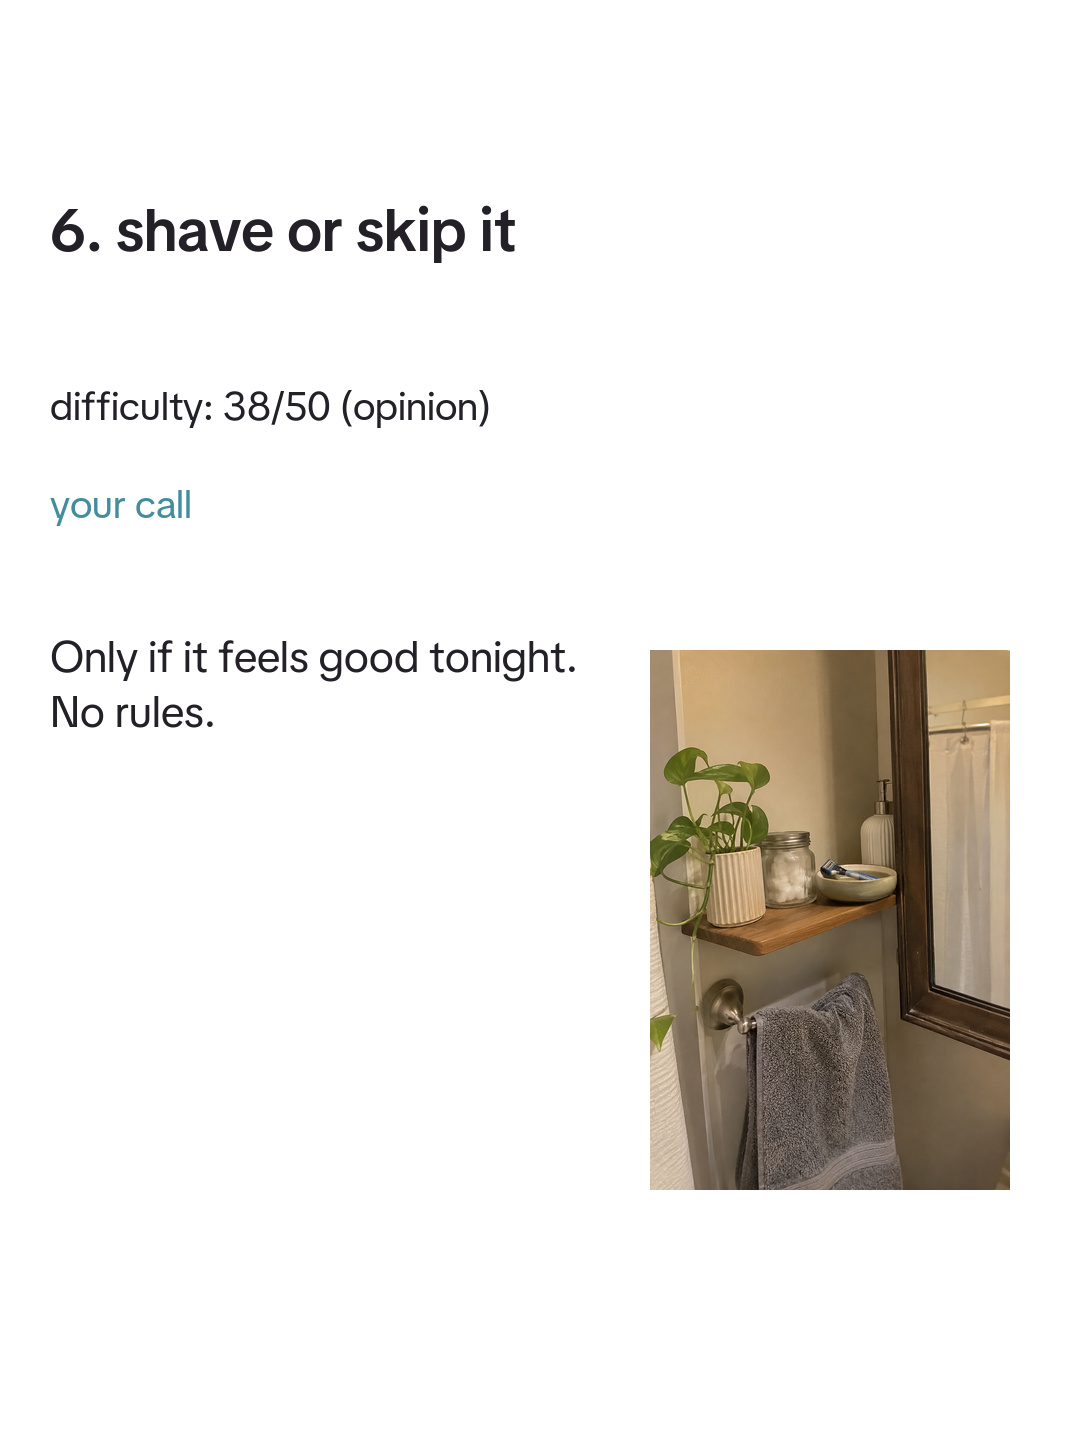 6. shave or skip it
difficulty: 38/50 (opinion)
your call
Only if it feels good tonight.
No rules.